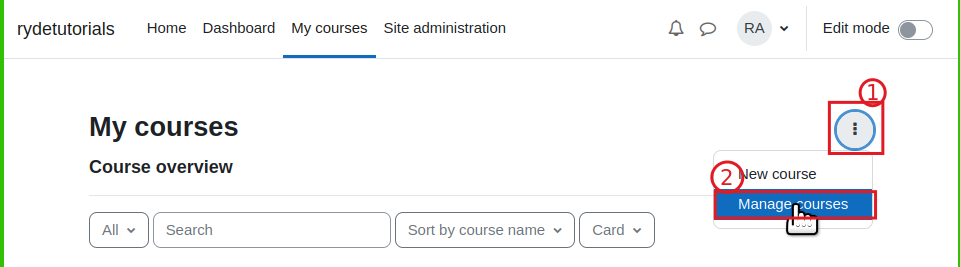 rydetutorials Home Dashboard My courses Site administration RA Edit mode
1
My courses
Course overview
2 New course
Manage courses
All Search Sort by course name Card